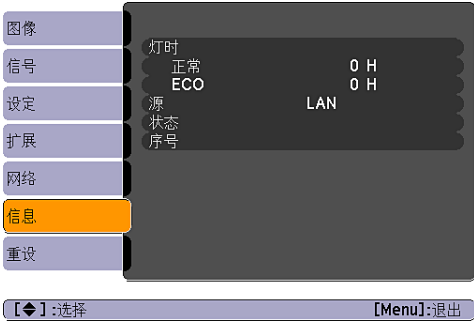 图像
信号
设定
扩展
网络
信息
重设
灯时
正常 0 H
ECO 0 H
源 LAN
状态
序号
[◆]:选择 [Menu]:退出